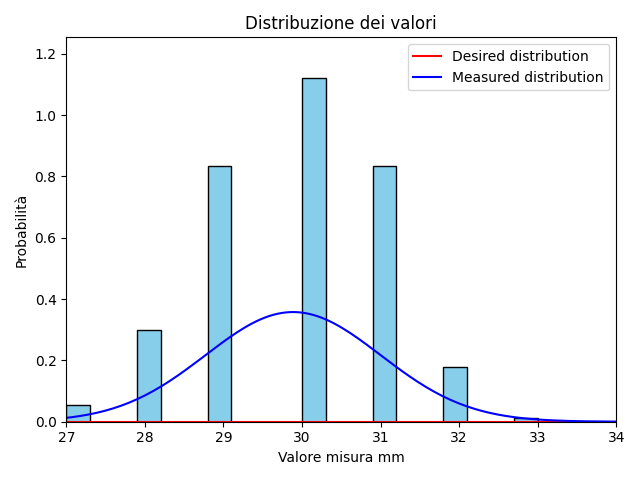 Distribuzione dei valori
Desired distribution
Measured distribution
Probabilità
1.2
1.0
0.8
0.6
0.4
0.2
0.0
27 28 29 30 31 32 33 34
Valore misura mm